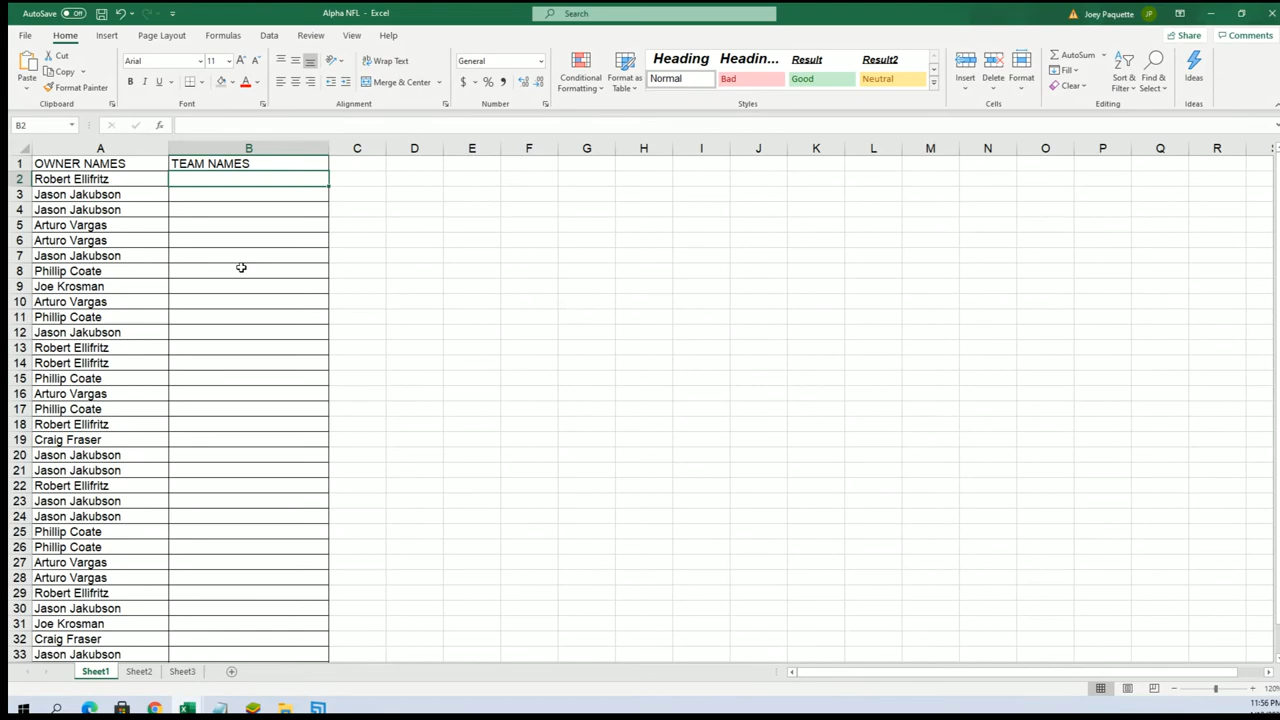 AutoSave Off Alpha NFL - Excel Search Joey Paquette JP
File Home Insert Page Layout Formulas Data Review View Help Share Comments
Paste Cut Copy Format Painter Clipboard
Arial 11 B I U Font
Wrap Text Merge & Center Alignment
General $ % Number
Conditional Formatting Format as Table
Heading Headin... Result Result2
Normal Bad Good Neutral
Styles
Insert Delete Format Cells
AutoSum Fill Clear Sort & Filter Find & Select Editing
Ideas Ideas
B2 fx
A B C D E F G H I J K L M N O P Q R S
1 OWNER NAMES TEAM NAMES
2 Robert Ellifritz
3 Jason Jakubson
4 Jason Jakubson
5 Arturo Vargas
6 Arturo Vargas
7 Jason Jakubson
8 Phillip Coate
9 Joe Krosman
10 Arturo Vargas
11 Phillip Coate
12 Jason Jakubson
13 Robert Ellifritz
14 Robert Ellifritz
15 Phillip Coate
16 Arturo Vargas
17 Phillip Coate
18 Robert Ellifritz
19 Craig Fraser
20 Jason Jakubson
21 Jason Jakubson
22 Robert Ellifritz
23 Jason Jakubson
24 Jason Jakubson
25 Phillip Coate
26 Phillip Coate
27 Arturo Vargas
28 Arturo Vargas
29 Robert Ellifritz
30 Jason Jakubson
31 Joe Krosman
32 Craig Fraser
33 Jason Jakubson
Sheet1 Sheet2 Sheet3
120%
11:56 PM